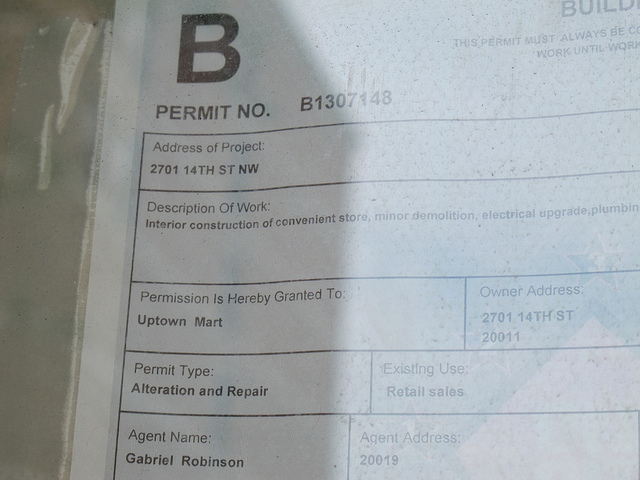 B
BUILDI
THIS PERMIT MUST ALWAYS BE CO
WORK UNTIL WORK
PERMIT NO. B1307148
Address of Project:
2701 14TH ST NW
Description Of Work:
Interior construction of convenient store, minor demolition, electrical upgrade,plumbin
Permission Is Hereby Granted To:
Uptown Mart
Owner Address:
2701 14TH ST
20011
Permit Type:
Alteration and Repair
Existing Use:
Retail sales
Agent Name:
Gabriel Robinson
Agent Address:
20019